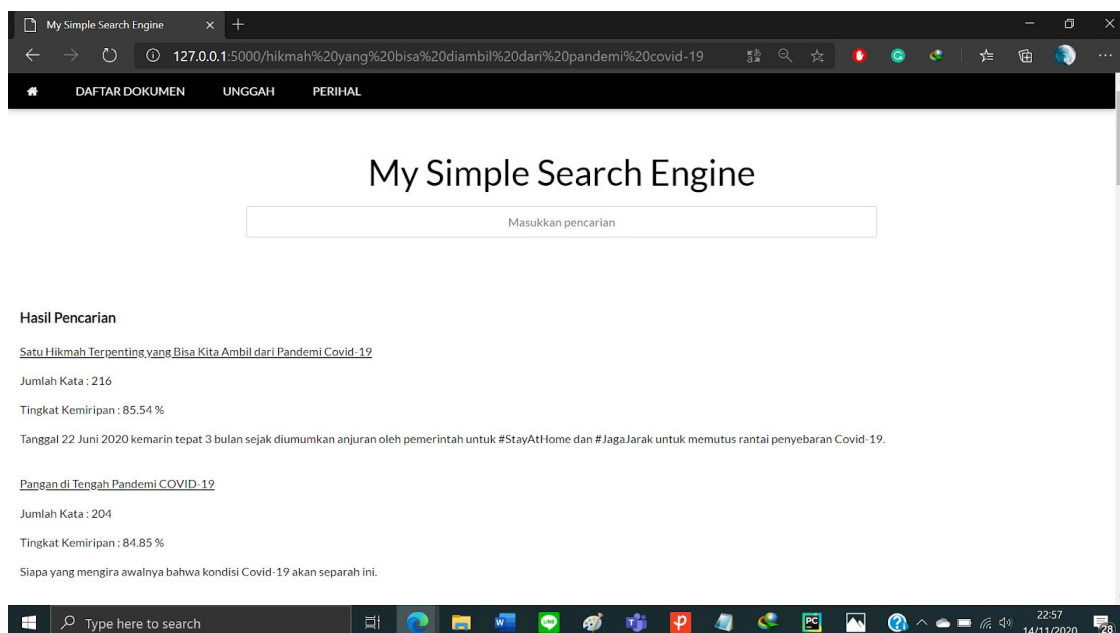 My Simple Search Engine
127.0.0.1:5000/hikmah%20yang%20bisa%20diambil%20dari%20pandemi%20covid-19
DAFTAR DOKUMEN UNGGAH PERIHAL
My Simple Search Engine
Masukkan pencarian
Hasil Pencarian
Satu Hikmah Terpenting yang Bisa Kita Ambil dari Pandemi Covid-19
Jumlah Kata : 216
Tingkat Kemiripan : 85.54 %
Tanggal 22 Juni 2020 kemarin tepat 3 bulan sejak diumumkan anjuran oleh pemerintah untuk #StayAtHome dan #JagaJarak untuk memutus rantai penyebaran Covid-19.
Pangan di Tengah Pandemi COVID-19
Jumlah Kata : 204
Tingkat Kemiripan : 84.85 %
Siapa yang mengira awalnya bahwa kondisi Covid-19 akan separah ini.
Type here to search
22:57
14/11/2020